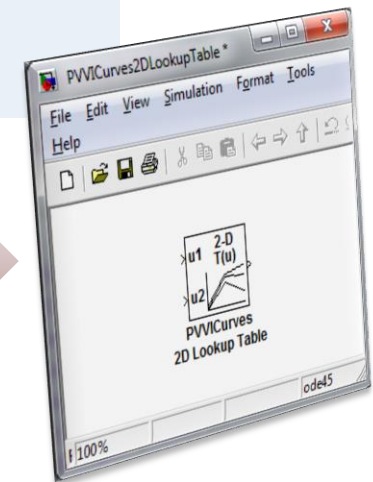 PVVICurves2DLookupTable *
File Edit View Simulation Format Tools
Help
u1 2-D
T(u)
u2
PVVICurves
2D Lookup Table
100% ode45